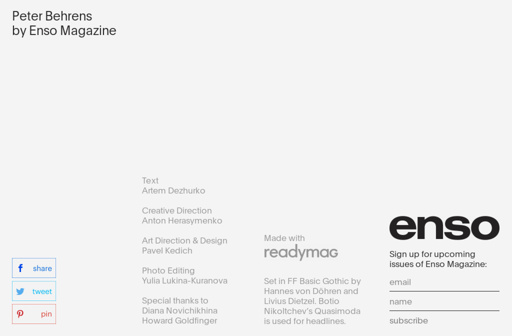 Peter Behrens
by Enso Magazine
Text
Artem Dezhurko
Creative Direction
Anton Herasymenko
Art Direction & Design
Pavel Kedich
Photo Editing
Yulia Lukina-Kuranova
Special thanks to
Diana Novichikhina
Howard Goldfinger
Made with
readymag
Set in FF Basic Gothic by
Hannes von Döhren and
Livius Dietzel. Botio
Nikoltchev's Quasimoda
is used for headlines.
enso
Sign up for upcoming
issues of Enso Magazine:
email
name
subscribe
share
tweet
pin